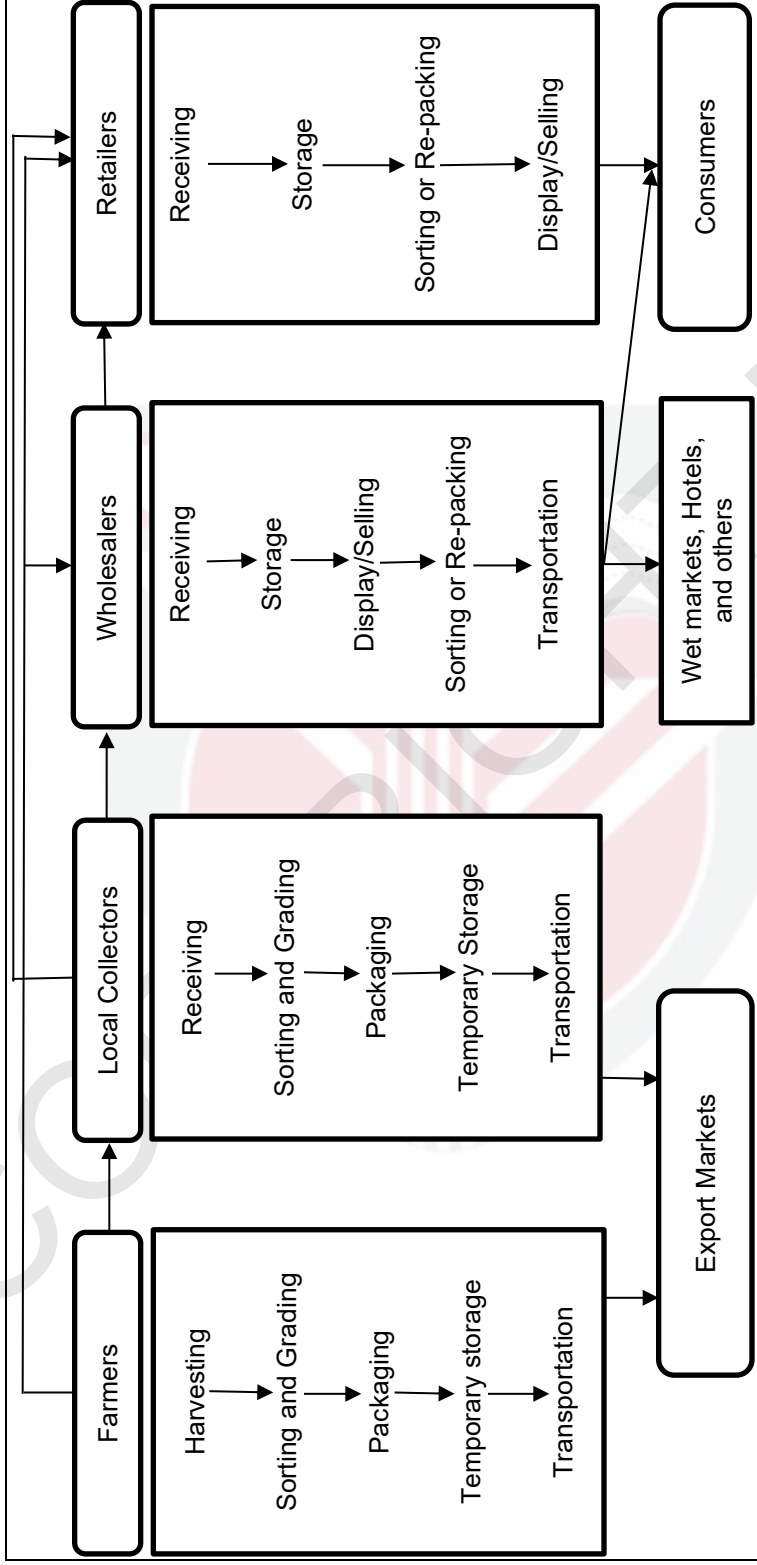 Farmers
Harvesting
Sorting and Grading
Packaging
Temporary storage
Transportation
Local Collectors
Receiving
Sorting and Grading
Packaging
Temporary Storage
Transportation
Export Markets
Wholesalers
Receiving
Storage
Display/Selling
Sorting or Re-packing
Transportation
Wet markets, Hotels,
and others
Retailers
Receiving
Storage
Sorting or Re-packing
Display/Selling
Consumers